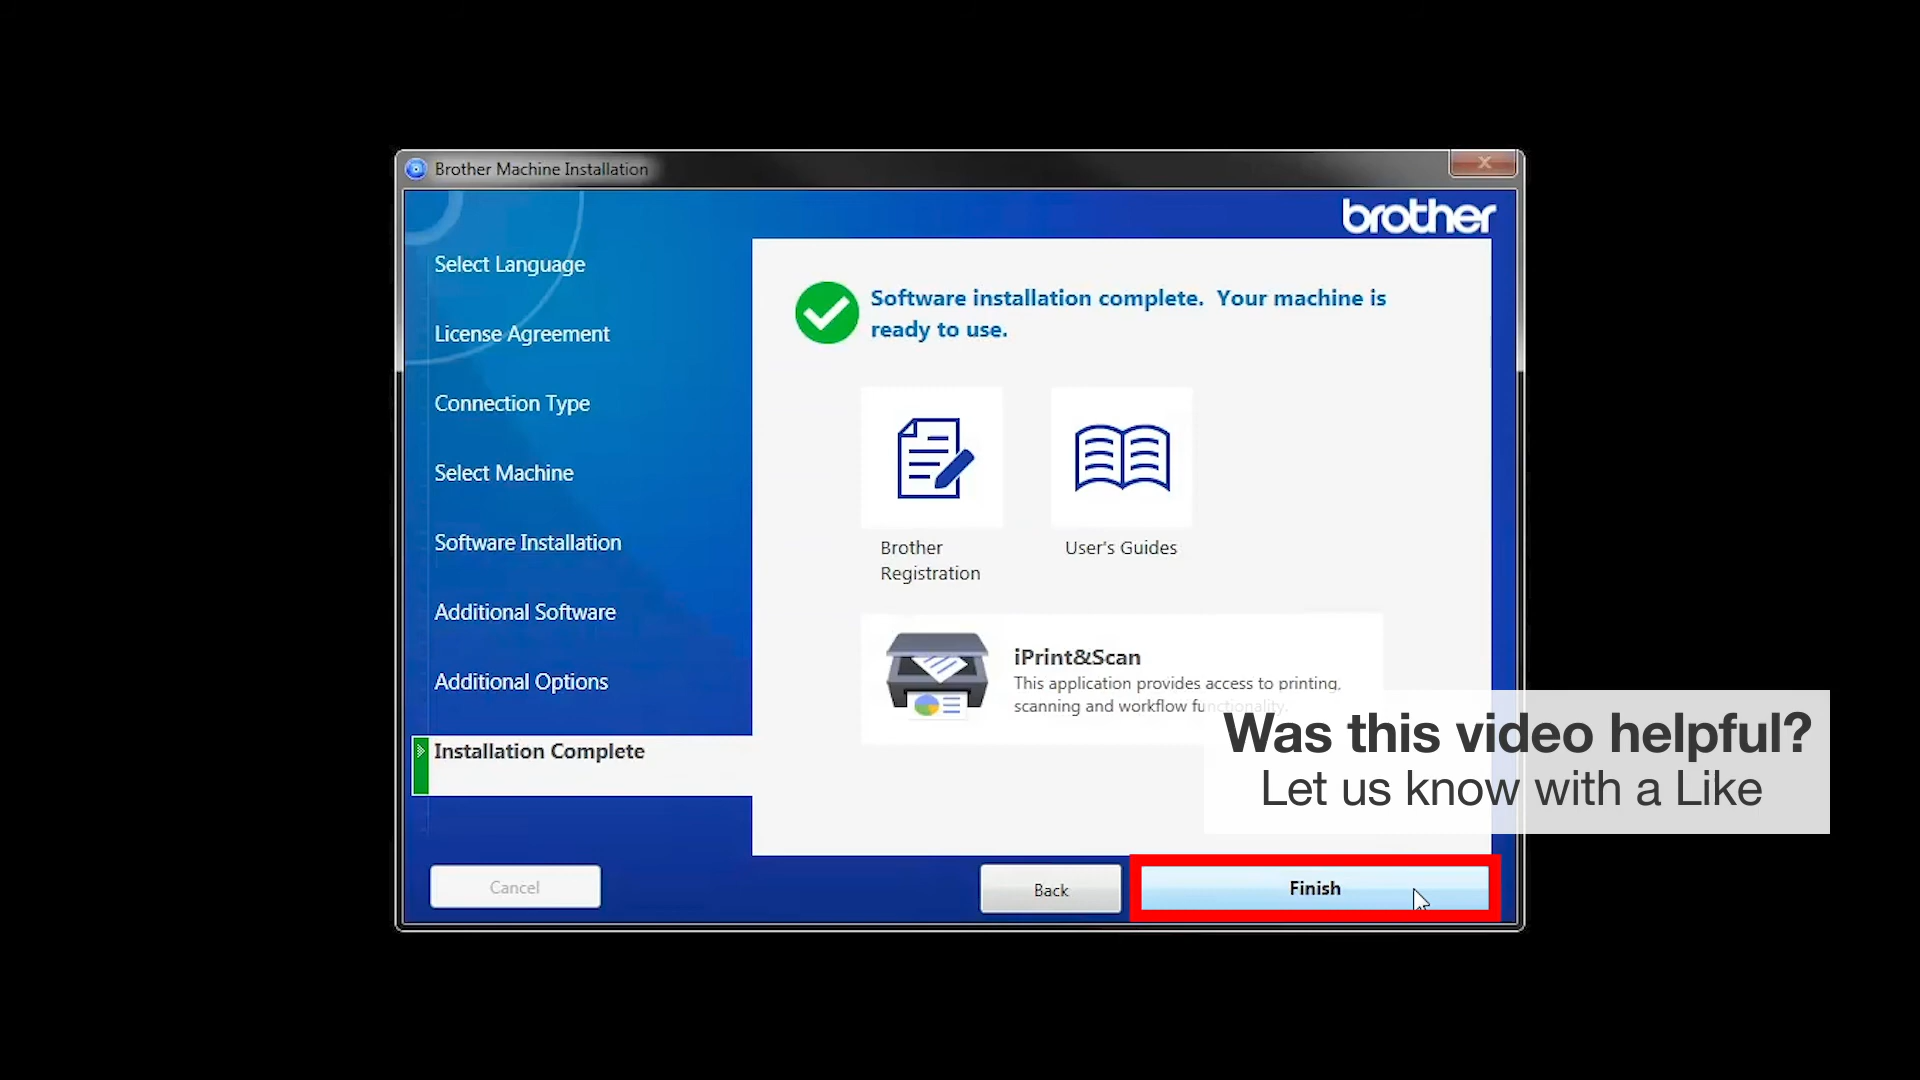 Brother Machine Installation
brother
Select Language
License Agreement
Connection Type
Select Machine
Software Installation
Additional Software
Additional Options
Installation Complete
Software installation complete. Your machine is
ready to use.
Brother
Registration
User's Guides
iPrint&Scan
This application provides access to printing,
scanning and workflow functionality.
Was this video helpful?
Let us know with a Like
Cancel
Back
Finish